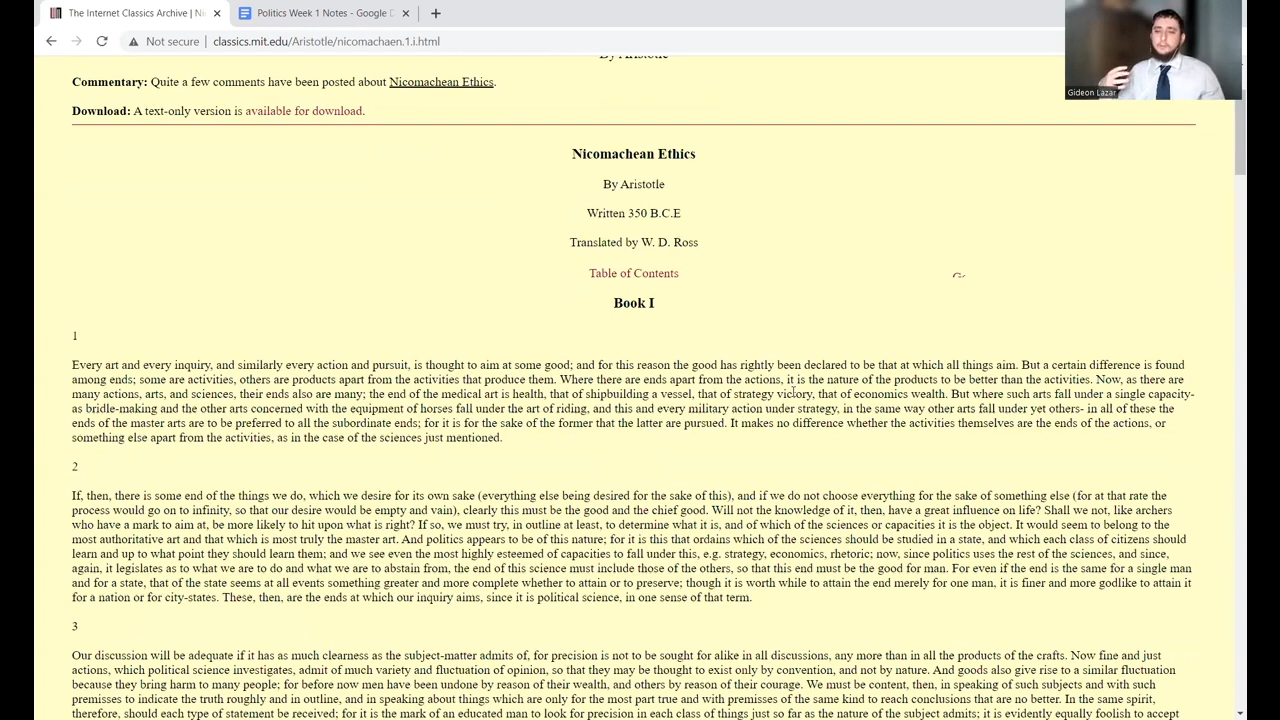 The Internet Classics Archive | Ni
Politics Week 1 Notes - Google D
Not secure
classics.mit.edu/Aristotle/nicomachaen.1.i.html
Gideon Lazar
By Aristotle
Commentary: Quite a few comments have been posted about Nicomachean Ethics.
Download: A text-only version is available for download.
Nicomachean Ethics
By Aristotle
Written 350 B.C.E
Translated by W. D. Ross
Table of Contents
Book I
1
Every art and every inquiry, and similarly every action and pursuit, is thought to aim at some good; and for this reason the good has rightly been declared to be that at which all things aim. But a certain difference is found
among ends; some are activities, others are products apart from the activities that produce them. Where there are ends apart from the actions, it is the nature of the products to be better than the activities. Now, as there are
many actions, arts, and sciences, their ends also are many; the end of the medical art is health, that of shipbuilding a vessel, that of strategy victory, that of economics wealth. But where such arts fall under a single capacity-
as bridle-making and the other arts concerned with the equipment of horses fall under the art of riding, and this and every military action under strategy, in the same way other arts fall under yet others- in all of these the
ends of the master arts are to be preferred to all the subordinate ends; for it is for the sake of the former that the latter are pursued. It makes no difference whether the activities themselves are the ends of the actions, or
something else apart from the activities, as in the case of the sciences just mentioned.
2
If, then, there is some end of the things we do, which we desire for its own sake (everything else being desired for the sake of this), and if we do not choose everything for the sake of something else (for at that rate the
process would go on to infinity, so that our desire would be empty and vain), clearly this must be the good and the chief good. Will not the knowledge of it, then, have a great influence on life? Shall we not, like archers
who have a mark to aim at, be more likely to hit upon what is right? If so, we must try, in outline at least, to determine what it is, and of which of the sciences or capacities it is the object. It would seem to belong to the
most authoritative art and that which is most truly the master art. And politics appears to be of this nature; for it is this that ordains which of the sciences should be studied in a state, and which each class of citizens should
learn and up to what point they should learn them; and we see even the most highly esteemed of capacities to fall under this, e.g. strategy, economics, rhetoric; now, since politics uses the rest of the sciences, and since,
again, it legislates as to what we are to do and what we are to abstain from, the end of this science must include those of the others, so that this end must be the good for man. For even if the end is the same for a single man
and for a state, that of the state seems at all events something greater and more complete whether to attain or to preserve; though it is worth while to attain the end merely for one man, it is finer and more godlike to attain it
for a nation or for city-states. These, then, are the ends at which our inquiry aims, since it is political science, in one sense of that term.
3
Our discussion will be adequate if it has as much clearness as the subject-matter admits of, for precision is not to be sought for alike in all discussions, any more than in all the products of the crafts. Now fine and just
actions, which political science investigates, admit of much variety and fluctuation of opinion, so that they may be thought to exist only by convention, and not by nature. And goods also give rise to a similar fluctuation
because they bring harm to many people; for before now men have been undone by reason of their wealth, and others by reason of their courage. We must be content, then, in speaking of such subjects and with such
premisses to indicate the truth roughly and in outline, and in speaking about things which are only for the most part true and with premisses of the same kind to reach conclusions that are no better. In the same spirit,
therefore, should each type of statement be received; for it is the mark of an educated man to look for precision in each class of things just so far as the nature of the subject admits; it is evidently equally foolish to accept